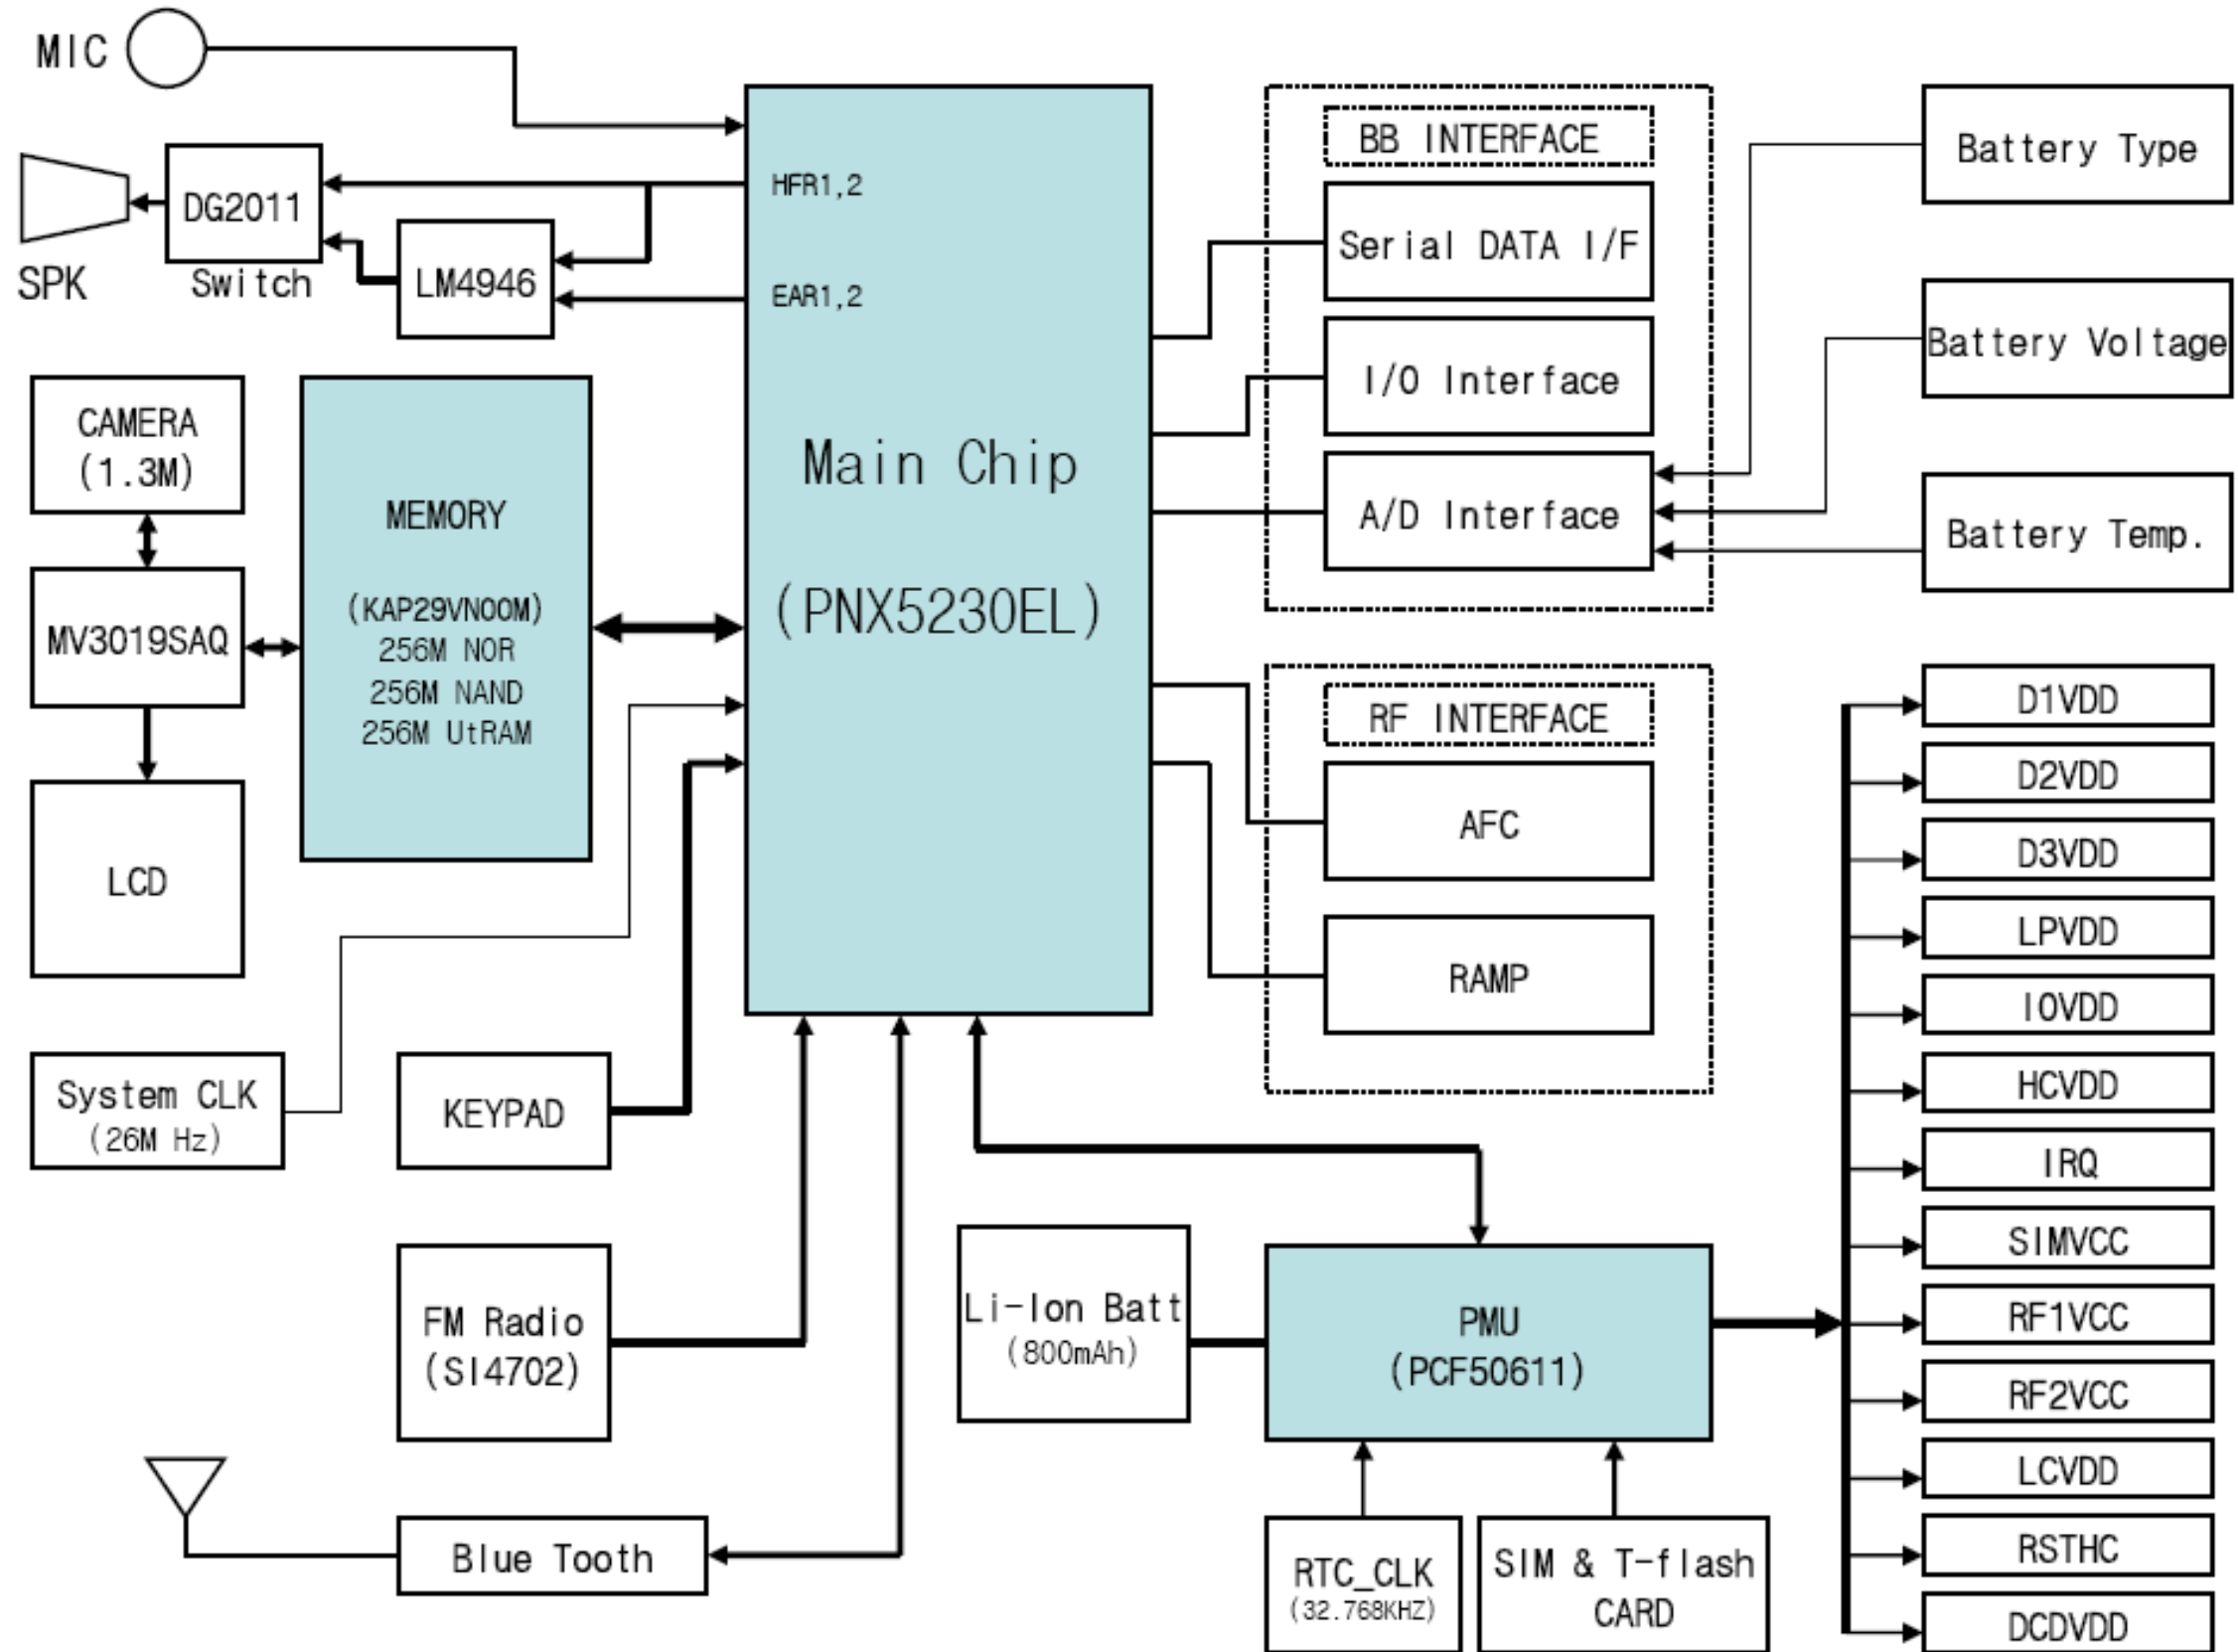 MIC
SPK
DG2011
Switch
LM4946
HFR1,2
EAR1,2
Main Chip
(PNX5230EL)
CAMERA
(1.3M)
MV3019SAQ
LCD
MEMORY
(KAP29VN00M)
256M NOR
256M NAND
256M UtRAM
System CLK
(26M Hz)
KEYPAD
FM Radio
(SI4702)
Blue Tooth
BB INTERFACE
Serial DATA I/F
I/O Interface
A/D Interface
Battery Type
Battery Voltage
Battery Temp.
RF INTERFACE
AFC
RAMP
Li-Ion Batt
(800mAh)
PMU
(PCF50611)
RTC_CLK
(32.768KHZ)
SIM & T-flash
CARD
D1VDD
D2VDD
D3VDD
LPVDD
IOVDD
HCVDD
IRQ
SIMVCC
RF1VCC
RF2VCC
LCVDD
RSTHC
DCDVDD